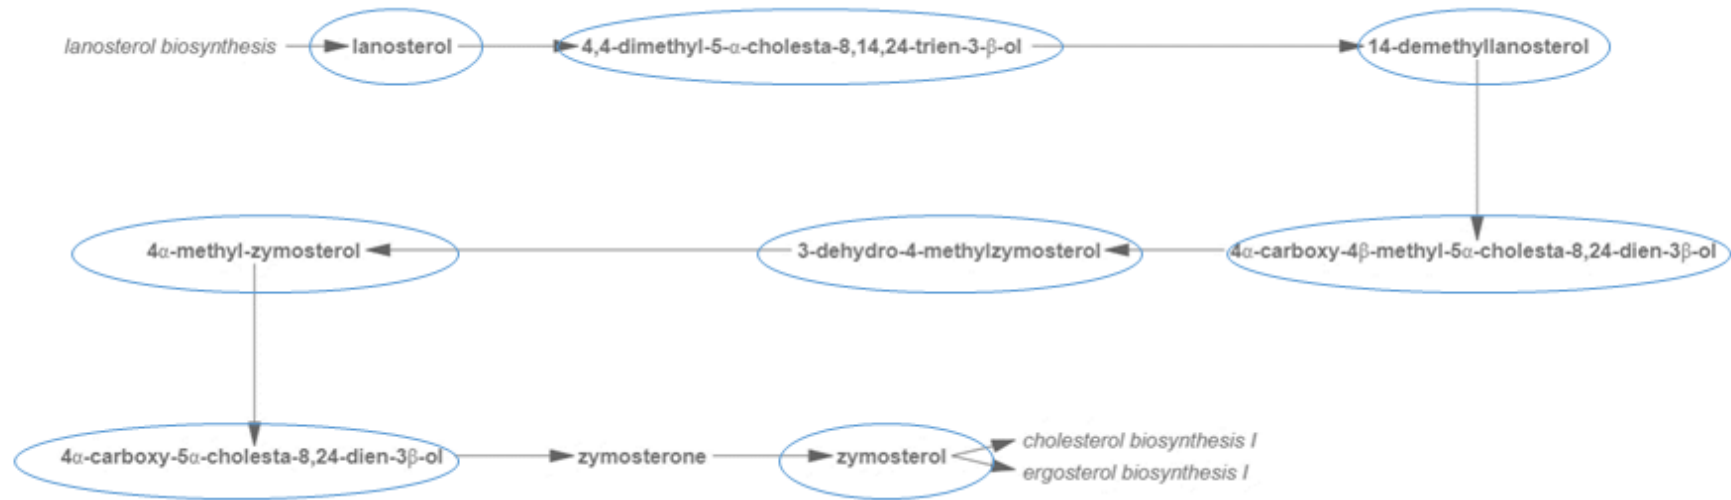 lanosterol biosynthesis
lanosterol
4,4-dimethyl-5-α-cholesta-8,14,24-trien-3-β-ol
14-demethyllanosterol
4α-methyl-zymosterol
3-dehydro-4-methylzymosterol
4α-carboxy-4β-methyl-5α-cholesta-8,24-dien-3β-ol
4α-carboxy-5α-cholesta-8,24-dien-3β-ol
zymosterone
zymosterol
cholesterol biosynthesis I
ergosterol biosynthesis I